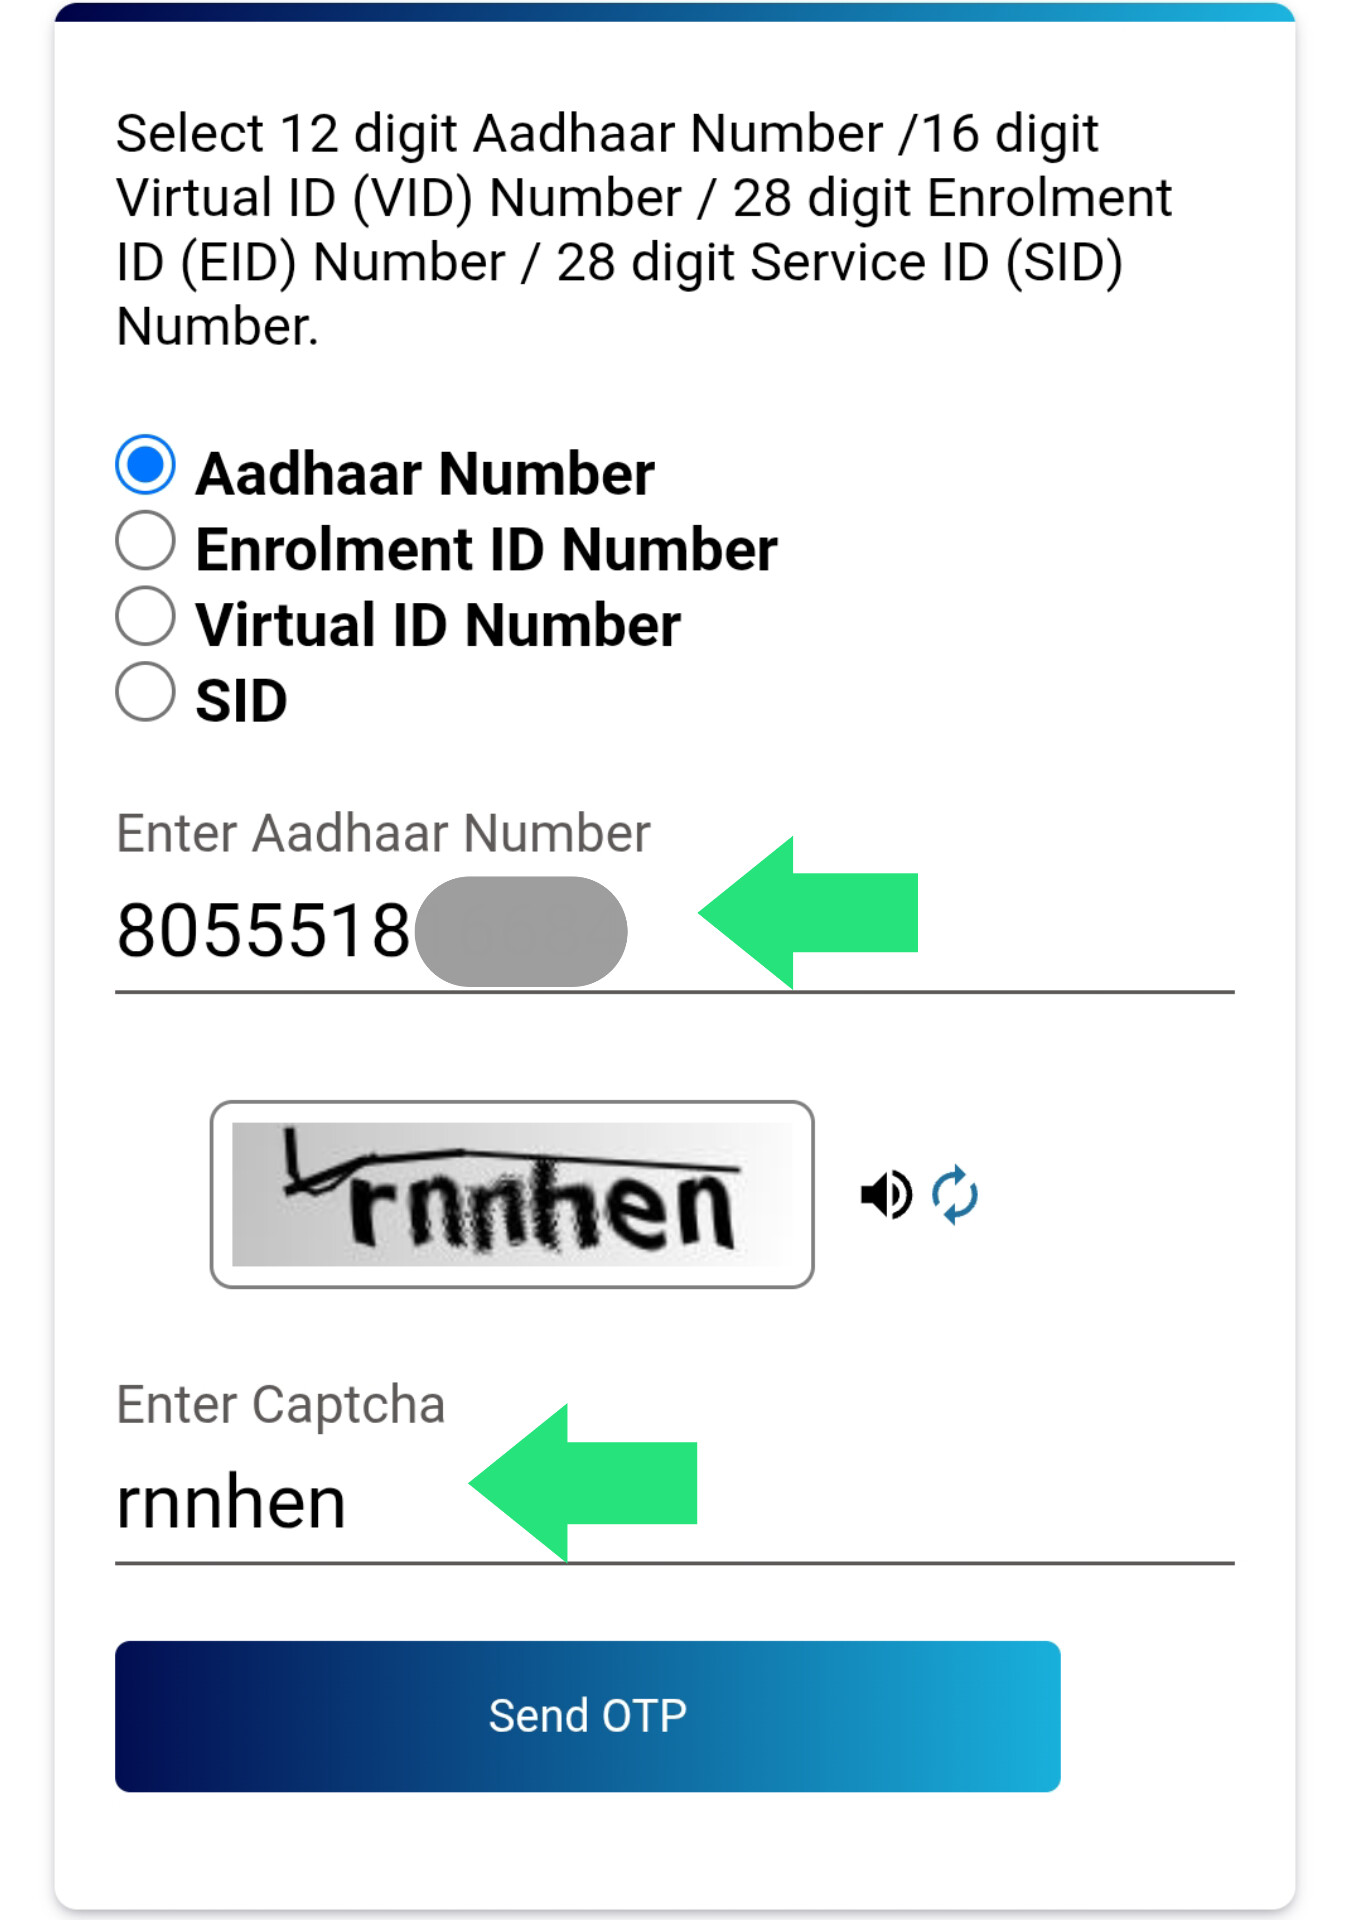 Select 12 digit Aadhaar Number /16 digit
Virtual ID (VID) Number / 28 digit Enrolment
ID (EID) Number / 28 digit Service ID (SID)
Number.
Aadhaar Number
Enrolment ID Number
Virtual ID Number
SID
Enter Aadhaar Number
8055518
rnnhen
Enter Captcha
rnnhen
Send OTP